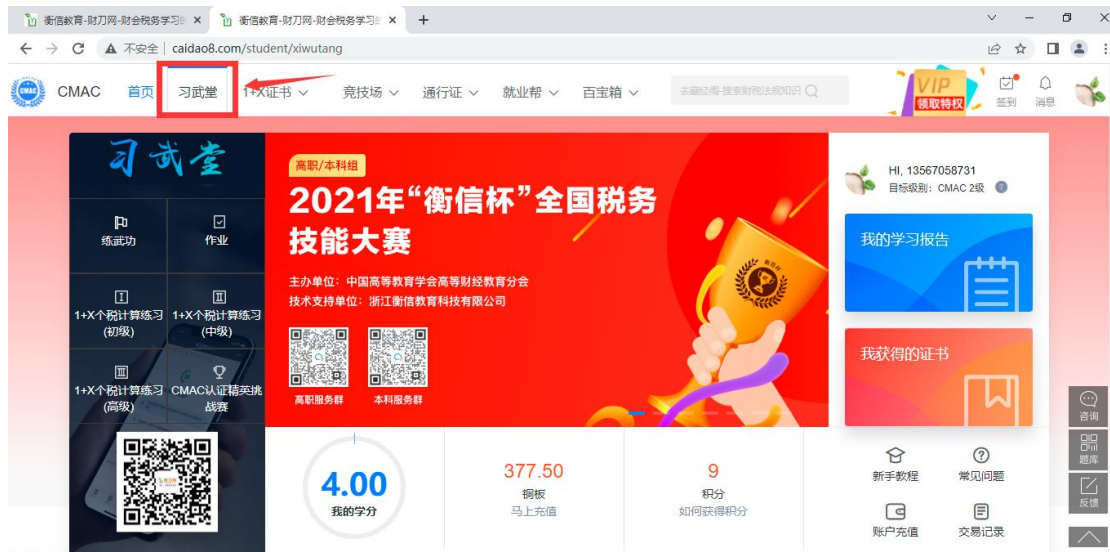 衡信教育-财刀网-财会税务学习
衡信教育-财刀网-财会税务学习
不安全 caidao8.com/student/xiwutang
CMAC 首页 习武堂 1+X证书 竞技场 通行证 就业帮 百宝箱 去藏经阁-搜索财税法规知识 VIP 领取特权 签到 消息
习武堂
练武功 作业
1+X个税计算练习 (初级)
1+X个税计算练习 (中级)
1+X个税计算练习 (高级)
CMAC认证精英挑战赛
高职/本科组
2021年“衡信杯”全国税务
技能大赛
主办单位：中国高等教育学会高等财经教育分会
技术支持单位：浙江衡信教育科技有限公司
高职服务群 本科服务群
HI, 13567058731
目标级别：CMAC 2级
我的学习报告
我获得的证书
4.00
我的学分
377.50
铜板
马上充值
9
积分
如何获得积分
新手教程 常见问题
账户充值 交易记录
咨询
题库
反馈